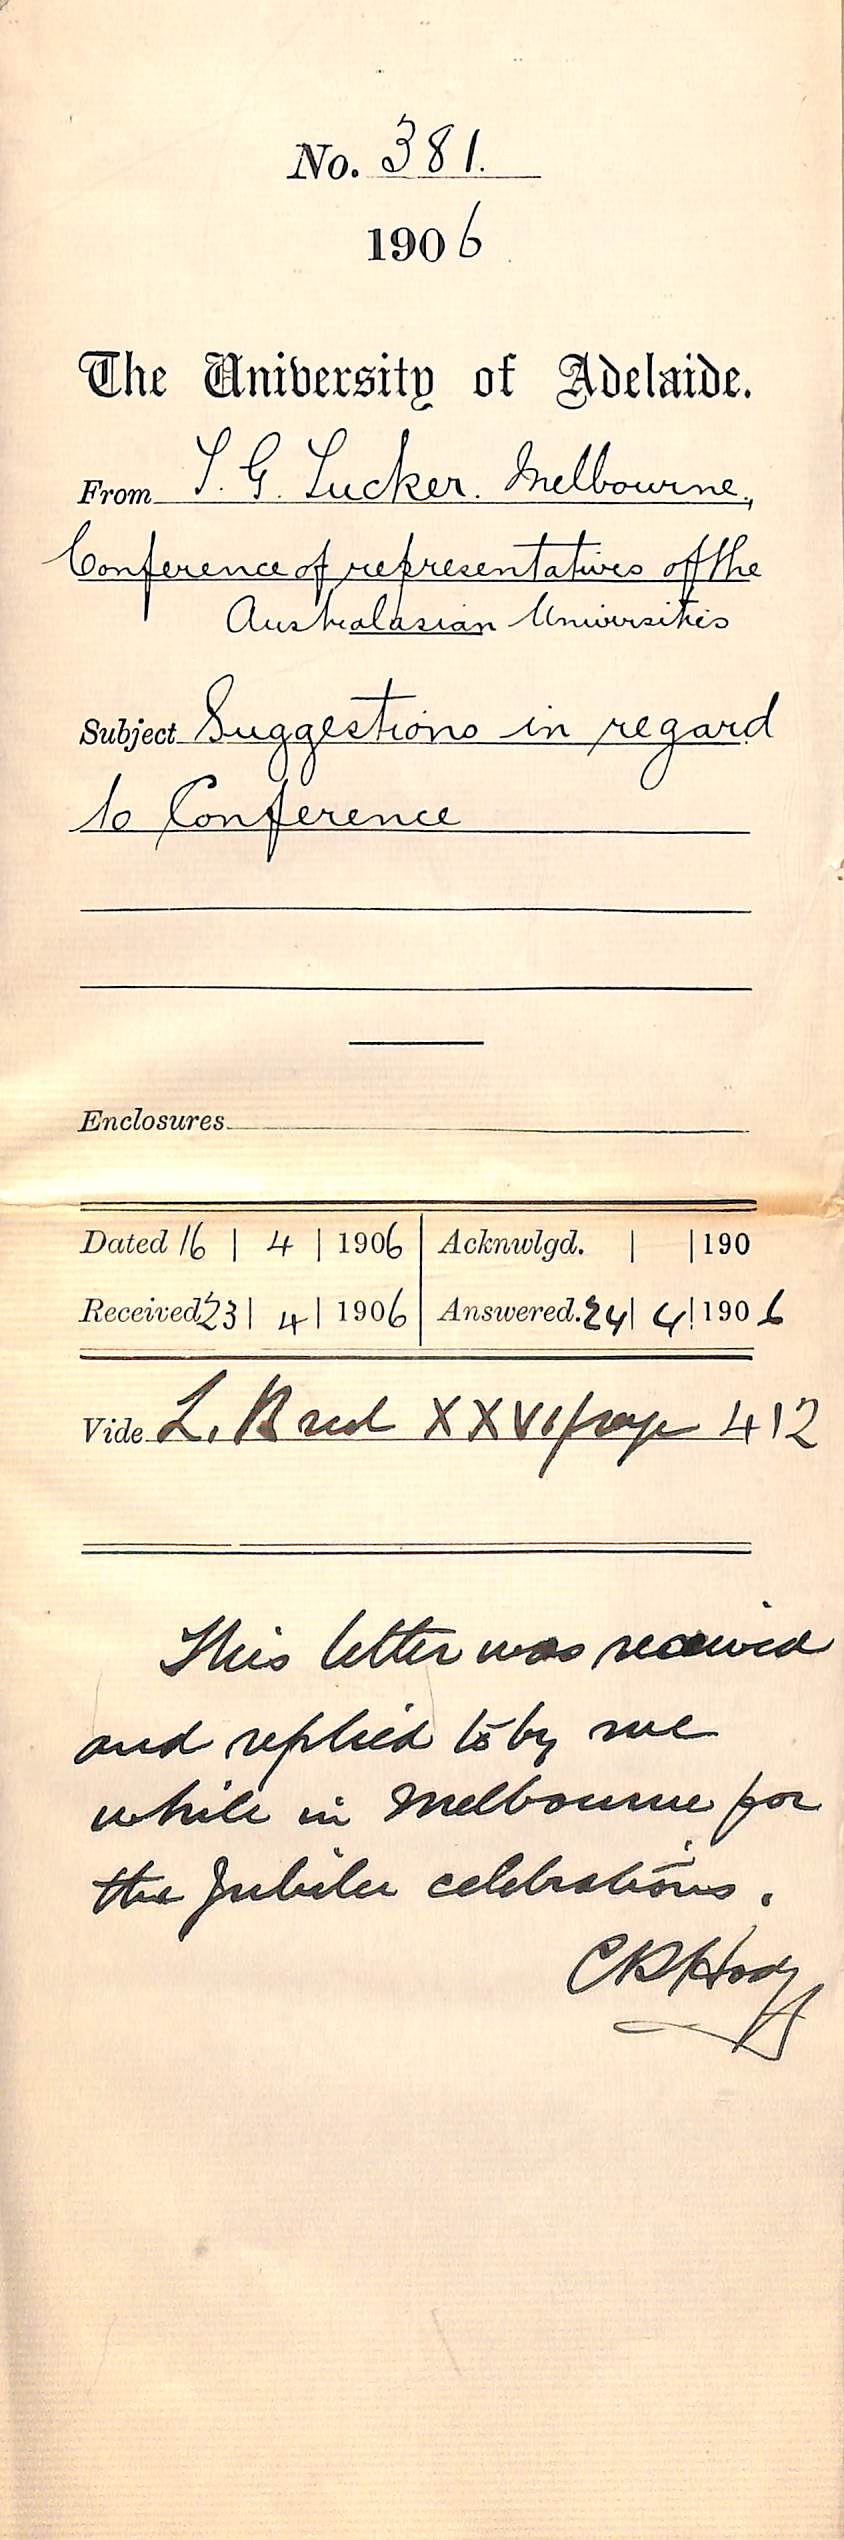 No. 381.
1906
The University of Adelaide.
From T. G. Tucker. Melbourne,
Conference of representatives of the
Australasian Universities
Subject Suggestions in regard
to Conference
Enclosures
Dated 16 | 4 | 1906 | Acknwlgd. | | 190
Received 23 | 4 | 1906 | Answered. 24 | 4 | 1906
Vide L. B red XXVI page 412
This letter was received
and replied to by me
while in Melbourne for
the Jubilee celebrations.